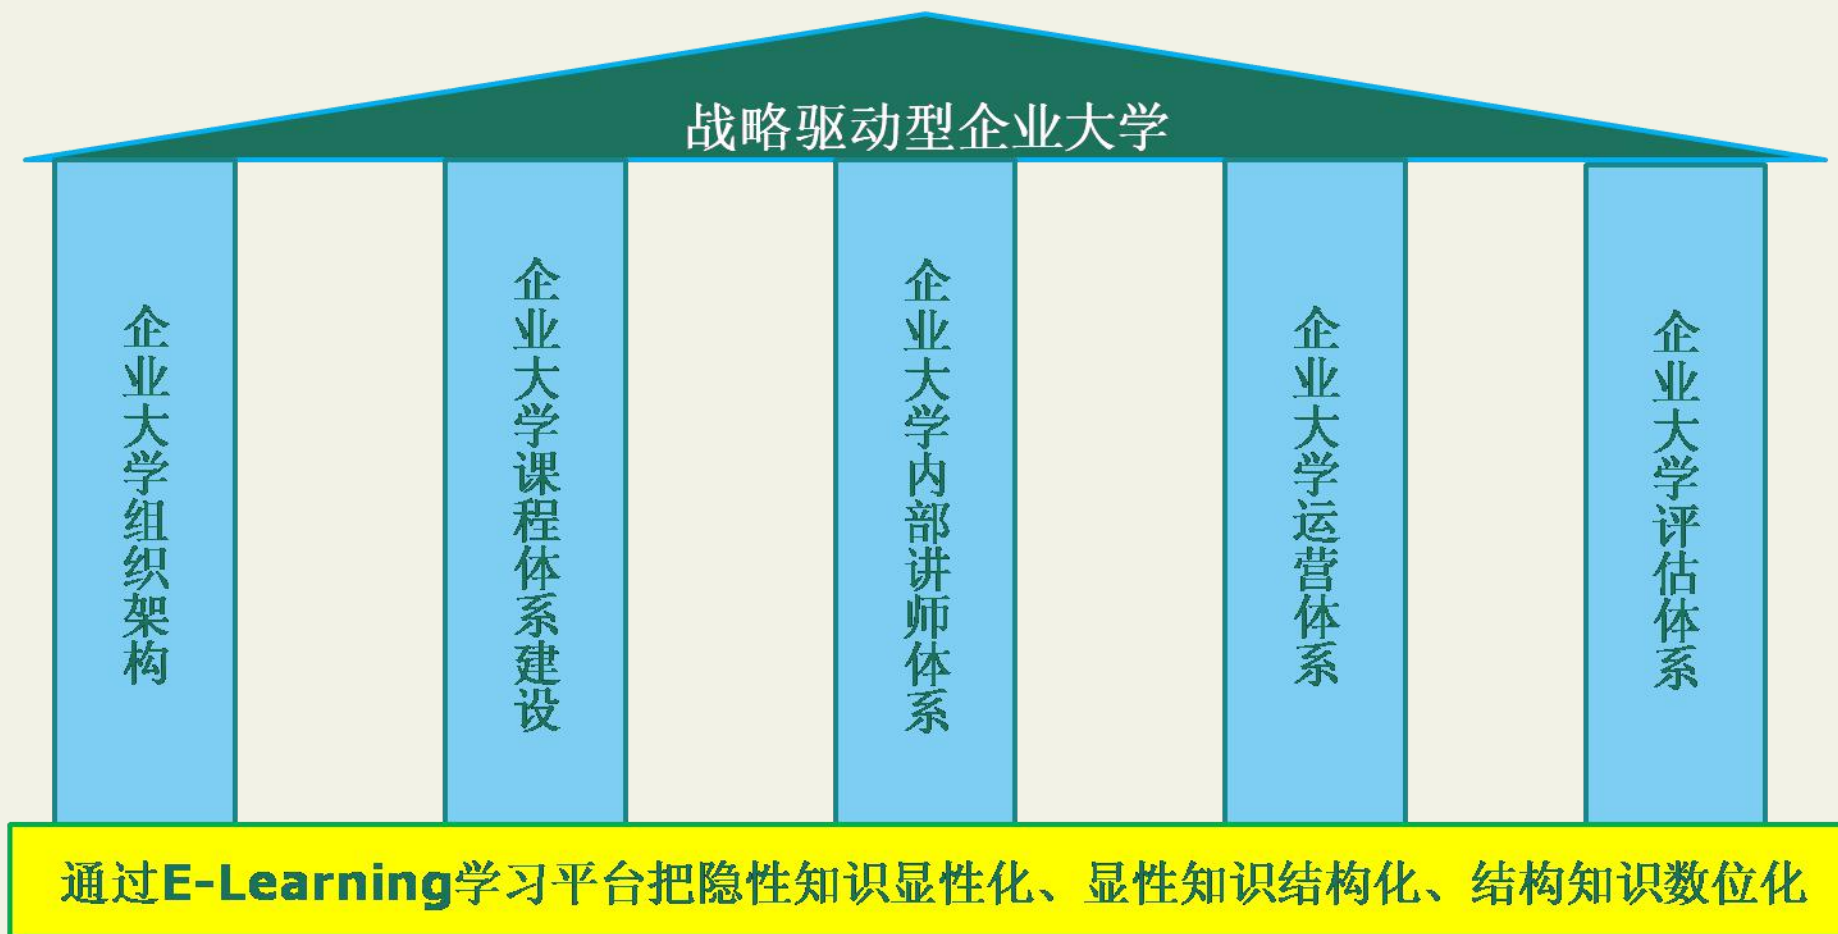 战略驱动型企业大学
企业大学组织架构
企业大学课程体系建设
企业大学内部讲师体系
企业大学运营体系
企业大学评估体系
通过E-Learning学习平台把隐性知识显性化、显性知识结构化、结构知识数位化